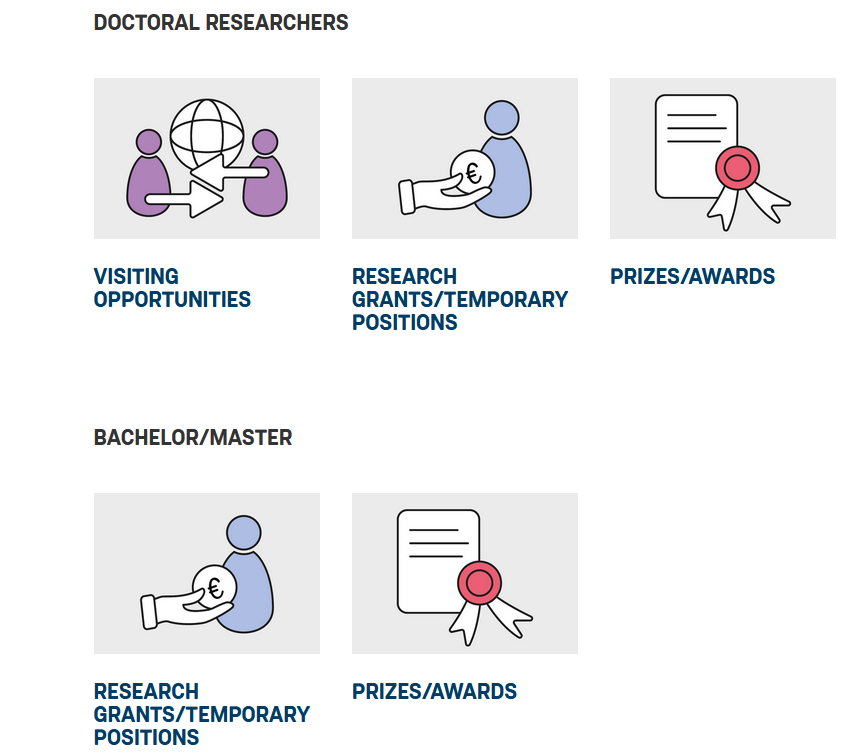 DOCTORAL RESEARCHERS
€
VISITING
OPPORTUNITIES
RESEARCH
GRANTS/TEMPORARY
POSITIONS
PRIZES/AWARDS
BACHELOR/MASTER
€
RESEARCH
GRANTS/TEMPORARY
POSITIONS
PRIZES/AWARDS